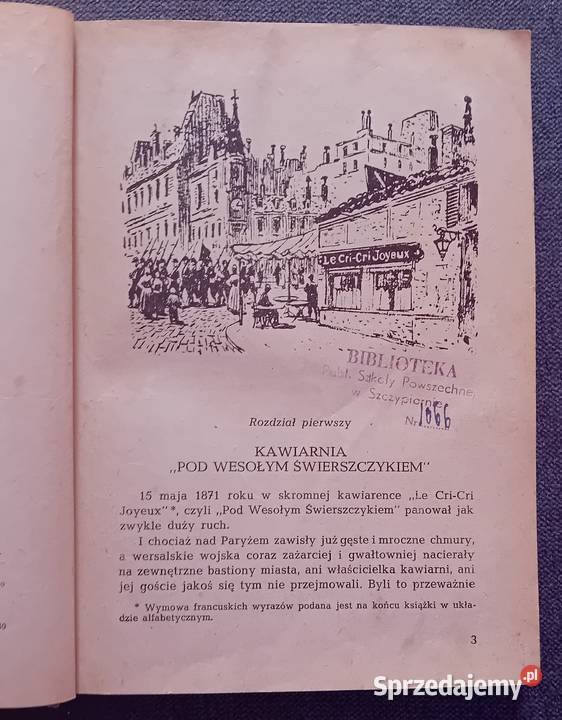 Le Cri-Cri Joyeux
BIBLIOTEKA
Publ. Szkoły Powszechnej
w Szczypiornie
Nr 1066
Rozdział pierwszy
KAWIARNIA
„POD WESOŁYM ŚWIERSZCZYKIEM"
15 maja 1871 roku w skromnej kawiarence „Le Cri-Cri
Joyeux"*, czyli „Pod Wesołym Świerszczykiem" panował jak
zwykle duży ruch.
I chociaż nad Paryżem zawisły już gęste i mroczne chmury,
a wersalskie wojska coraz zażarciej i gwałtowniej nacierały
na zewnętrzne bastiony miasta, ani właścicielka kawiarni, ani
jej goście jakoś się tym nie przejmowali. Byli to przeważnie
* Wymowa francuskich wyrazów podana jest na końcu książki w ukła-
dzie alfabetycznym.
3
Sprzedajemy.pl